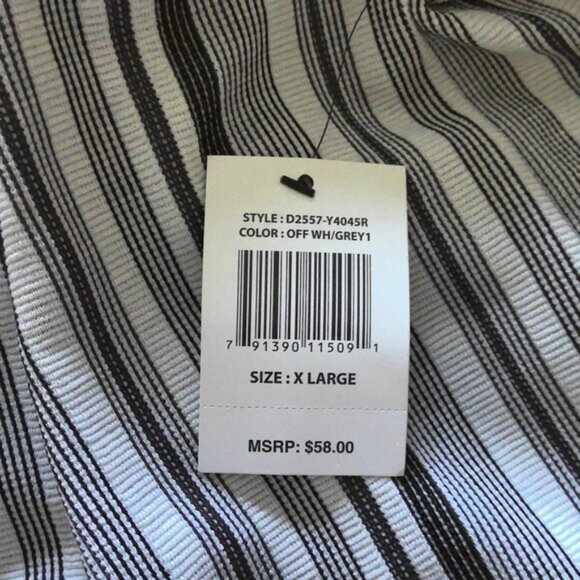 STYLE : D2557-Y4045R
COLOR : OFF WH/GREY1
7 91390 11509 1
SIZE : X LARGE
MSRP: $58.00